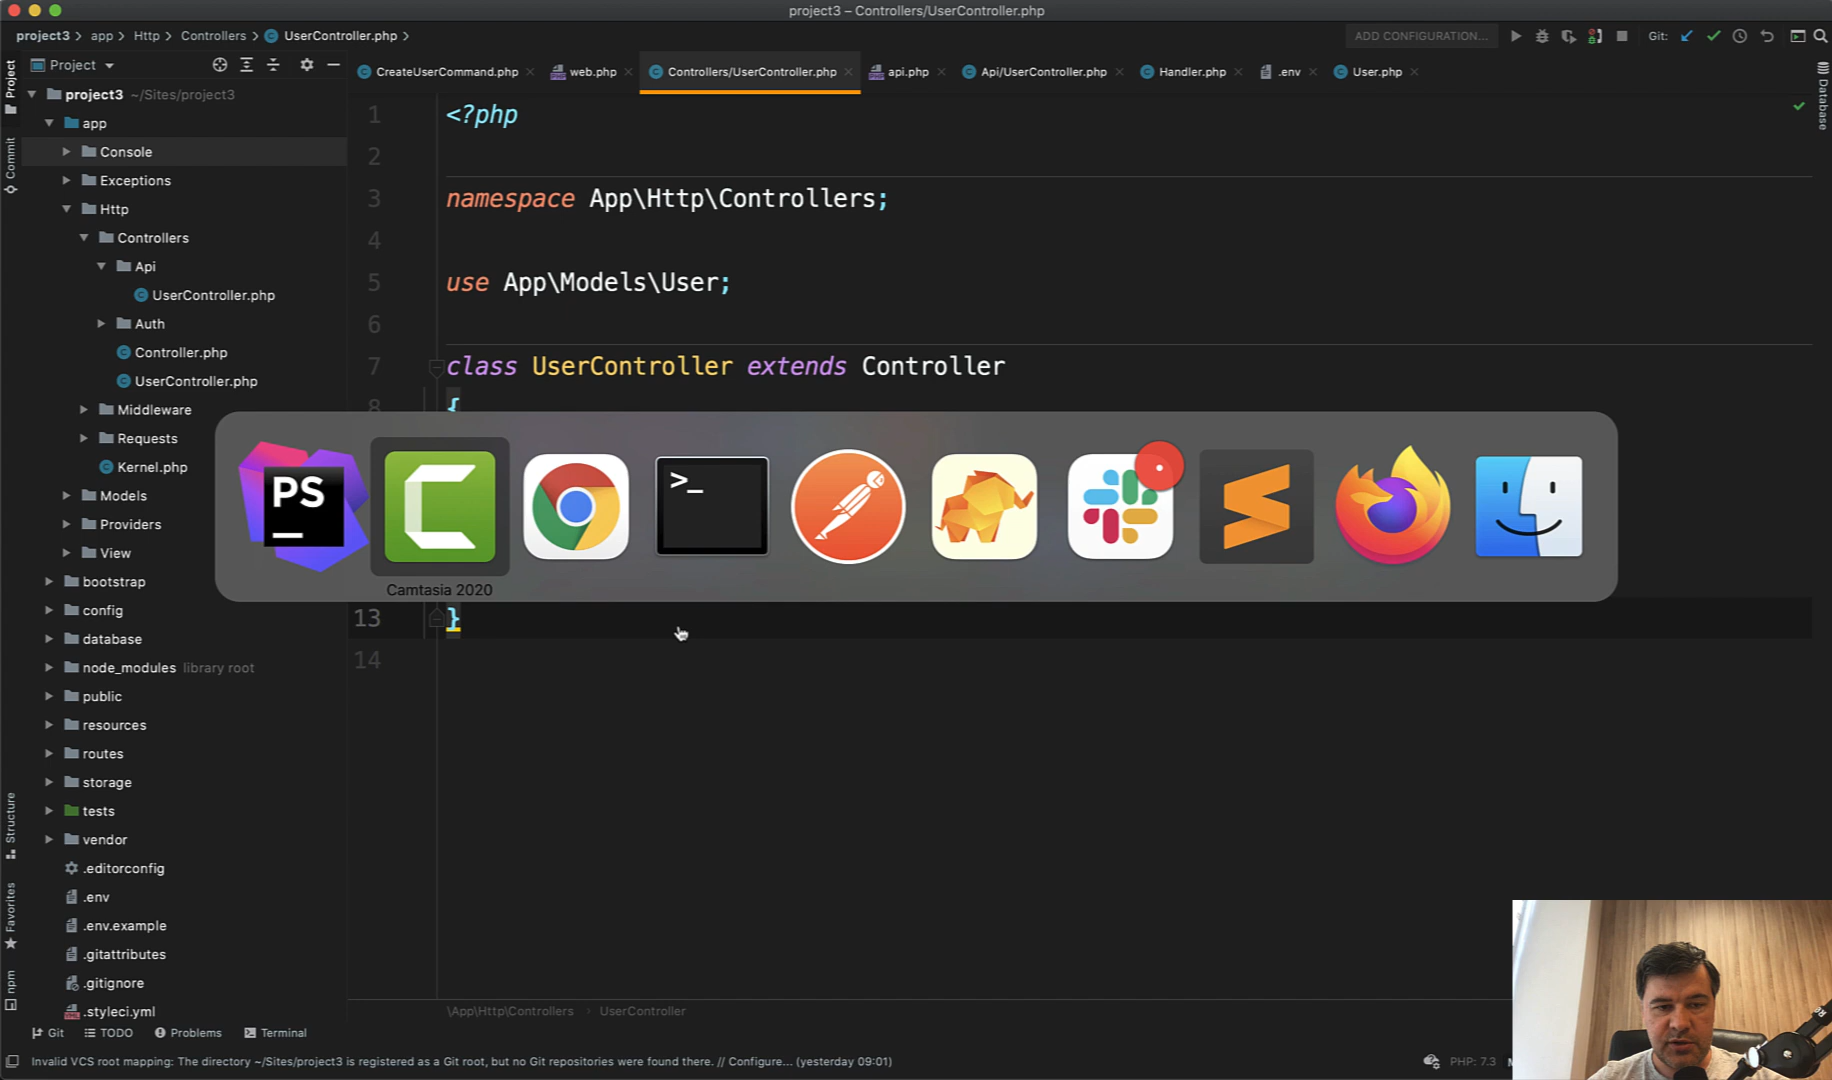 project3 – Controllers/UserController.php
project3 > app > Http > Controllers > UserController.php >
ADD CONFIGURATION...
Git:
Project
Commit
Structure
Favorites
npm
Database
Project
CreateUserCommand.php
web.php
Controllers/UserController.php
api.php
Api/UserController.php
Handler.php
.env
User.php
project3 ~/Sites/project3
app
Console
Exceptions
Http
Controllers
Api
UserController.php
Auth
Controller.php
UserController.php
Middleware
Requests
Kernel.php
Models
Providers
View
bootstrap
config
database
node_modules library root
public
resources
routes
storage
tests
vendor
.editorconfig
.env
.env.example
.gitattributes
.gitignore
.styleci.yml
1 <?php
2
3 namespace App\Http\Controllers;
4
5 use App\Models\User;
6
7 class UserController extends Controller
8 {
13 }
14
PS
>_
Camtasia 2020
\App\Http\Controllers > UserController
Git
TODO
Problems
Terminal
Invalid VCS root mapping: The directory ~/Sites/project3 is registered as a Git root, but no Git repositories were found there. // Configure... (yesterday 09:01)
PHP: 7.3